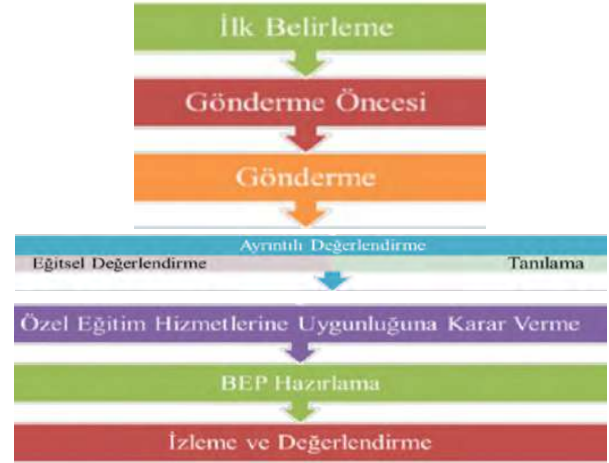 İlk Belirleme
Gönderme Öncesi
Gönderme
Ayrıntılı Değerlendirme
Eğitsel Değerlendirme Tanılama
Özel Eğitim Hizmetlerine Uygunluğuna Karar Verme
BEP Hazırlama
İzleme ve Değerlendirme